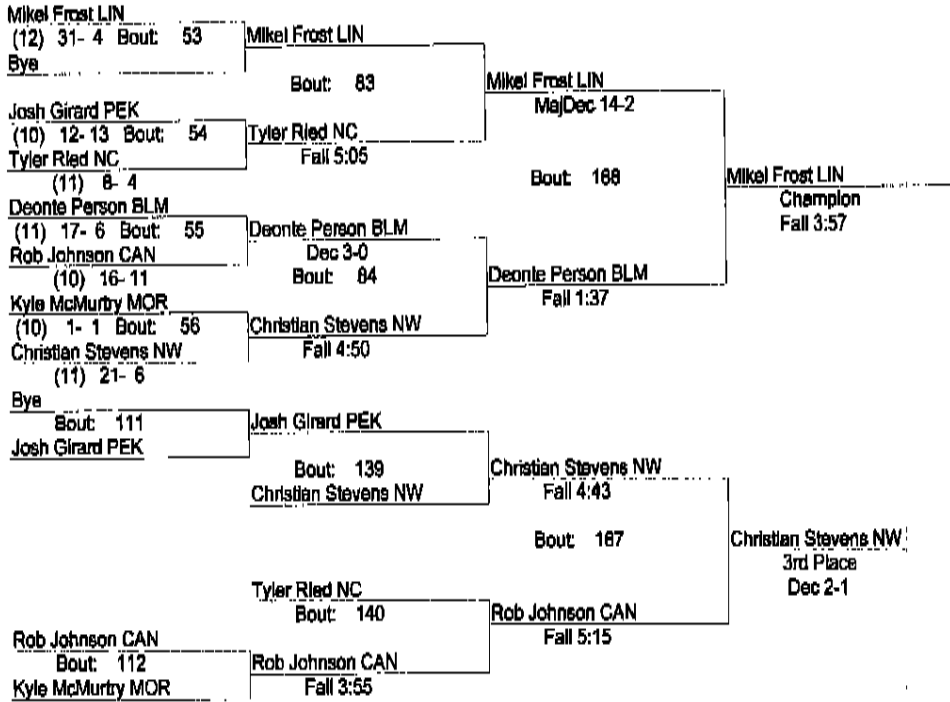 Mikel Frost LIN
(12) 31- 4 Bout: 53
Bye
Mikel Frost LIN
Bout: 83
Josh Girard PEK
(10) 12- 13 Bout: 54
Tyler Ried NC
(11) 8- 4
Tyler Ried NC
Fall 5:05
Mikel Frost LIN
MajDec 14-2
Deonte Person BLM
(11) 17- 6 Bout: 55
Rob Johnson CAN
(10) 16- 11
Deonte Person BLM
Dec 3-0
Bout: 84
Kyle McMurtry MOR
(10) 1- 1 Bout: 56
Christian Stevens NW
(11) 21- 6
Christian Stevens NW
Fall 4:50
Deonte Person BLM
Fall 1:37
Bout: 168
Mikel Frost LIN
Champion
Fall 3:57
Bye
Bout: 111
Josh Girard PEK
Josh Girard PEK
Bout: 139
Christian Stevens NW
Christian Stevens NW
Fall 4:43
Bout: 167
Christian Stevens NW
3rd Place
Dec 2-1
Tyler Ried NC
Bout: 140
Rob Johnson CAN
Bout: 112
Kyle McMurtry MOR
Rob Johnson CAN
Fall 3:55
Rob Johnson CAN
Fall 5:15